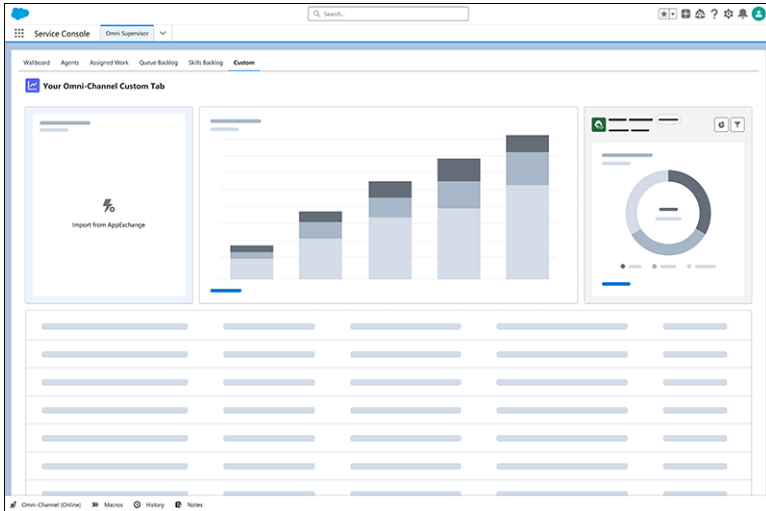 Search...
Service Console Omni Supervisor
Wallboard Agents Assigned Work Queue Backlog Skills Backlog Custom
Your Omni-Channel Custom Tab
Import from AppExchange
Omni-Channel (Online) Macros History Notes